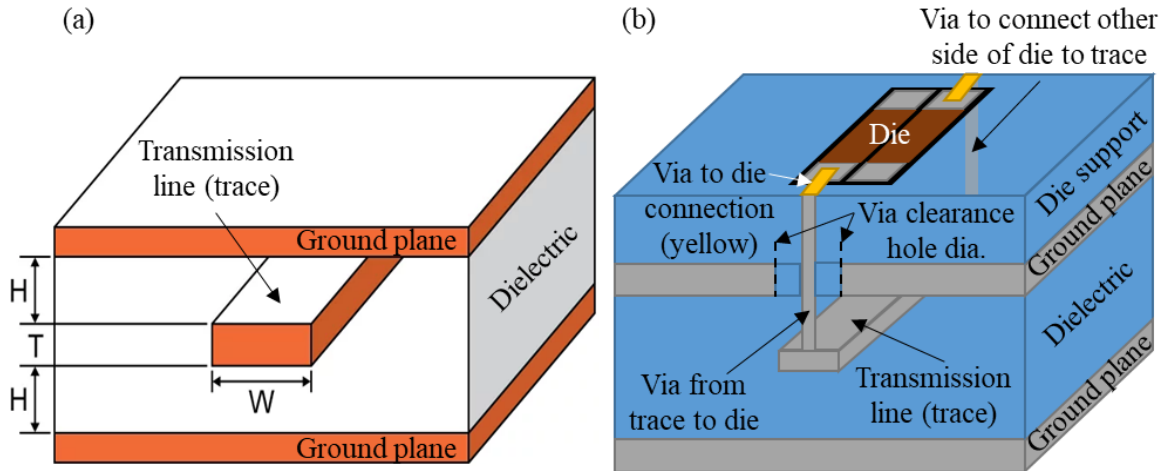 (a)
Transmission
line (trace)
Ground plane
H
T
H
W
Dielectric
Ground plane
(b)
Via to connect other
side of die to trace
Die
Via to die
connection
(yellow)
Via clearance
hole dia.
Die support
Ground plane
Dielectric
Via from
trace to die
Transmission
line (trace)
Ground plane